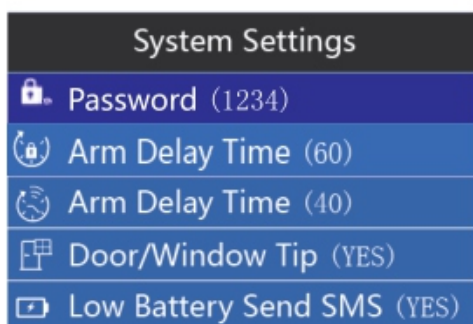 System Settings
Password (1234)
Arm Delay Time (60)
Arm Delay Time (40)
Door/Window Tip (YES)
Low Battery Send SMS (YES)